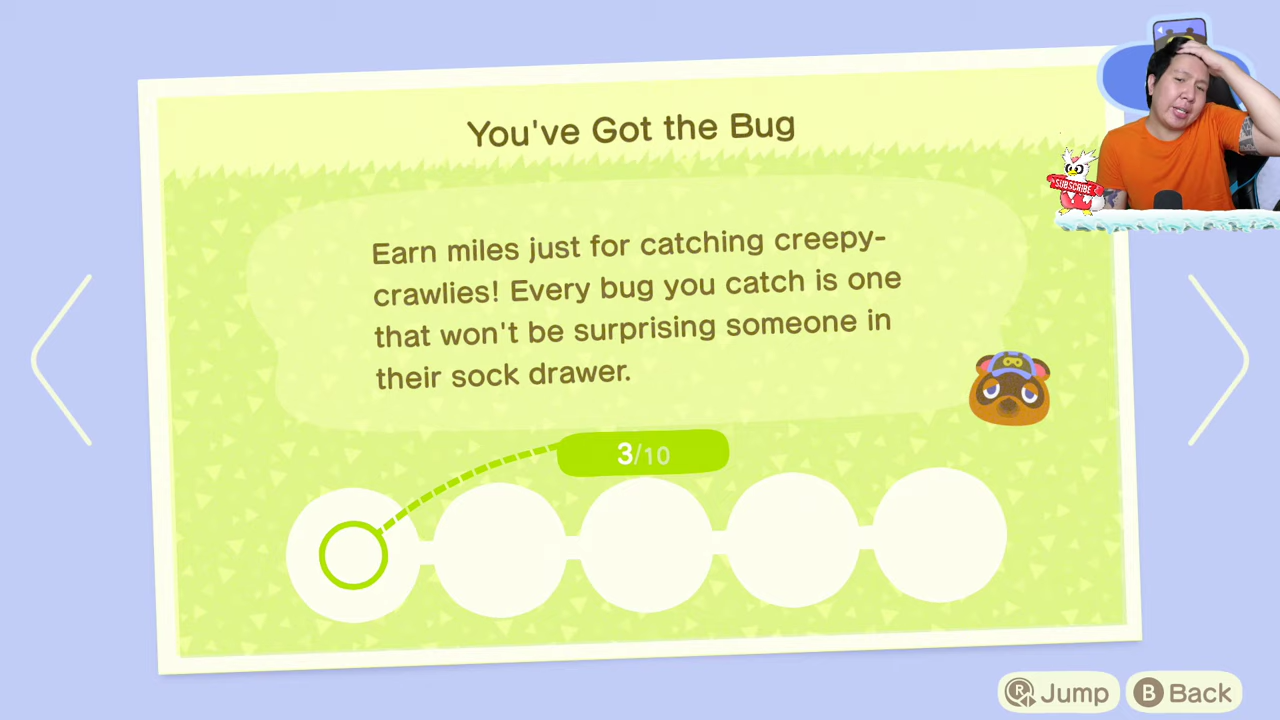 You've Got the Bug
Earn miles just for catching creepy-
crawlies! Every bug you catch is one
that won't be surprising someone in
their sock drawer.
3/10
SUBSCRIBE
R Jump
B Back